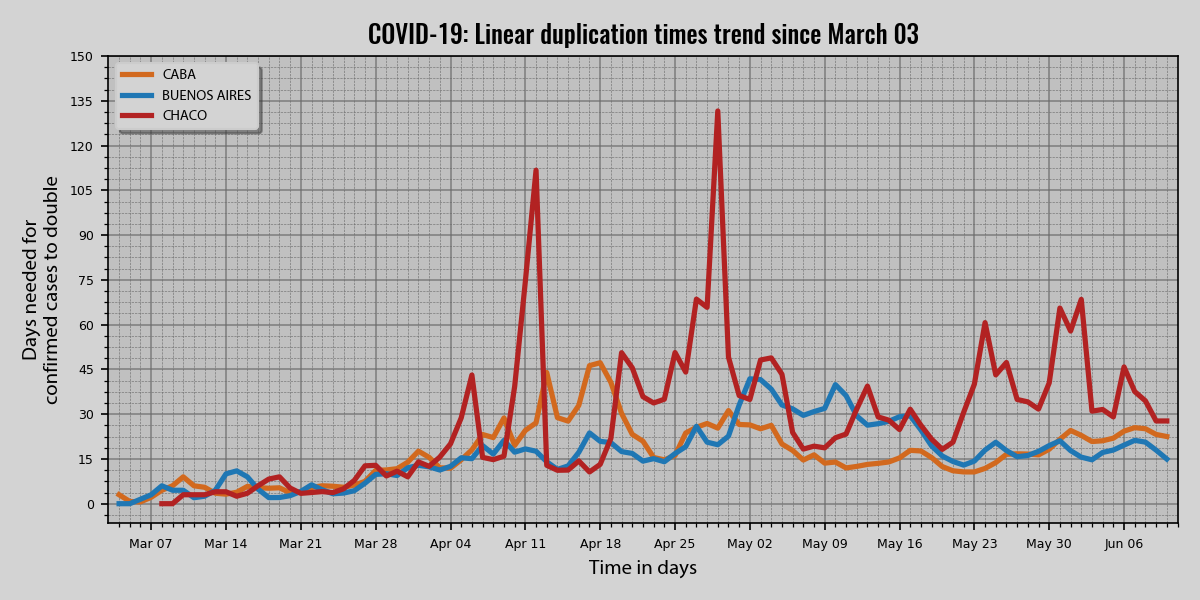 COVID-19: Linear duplication times trend since March 03
150
135
120
105
90
75
60
45
30
15
0
CABA
BUENOS AIRES
CHACO
Days needed for
confirmed cases to double
Mar 07 Mar 14 Mar 21 Mar 28 Apr 04 Apr 11 Apr 18 Apr 25 May 02 May 09 May 16 May 23 May 30 Jun 06
Time in days